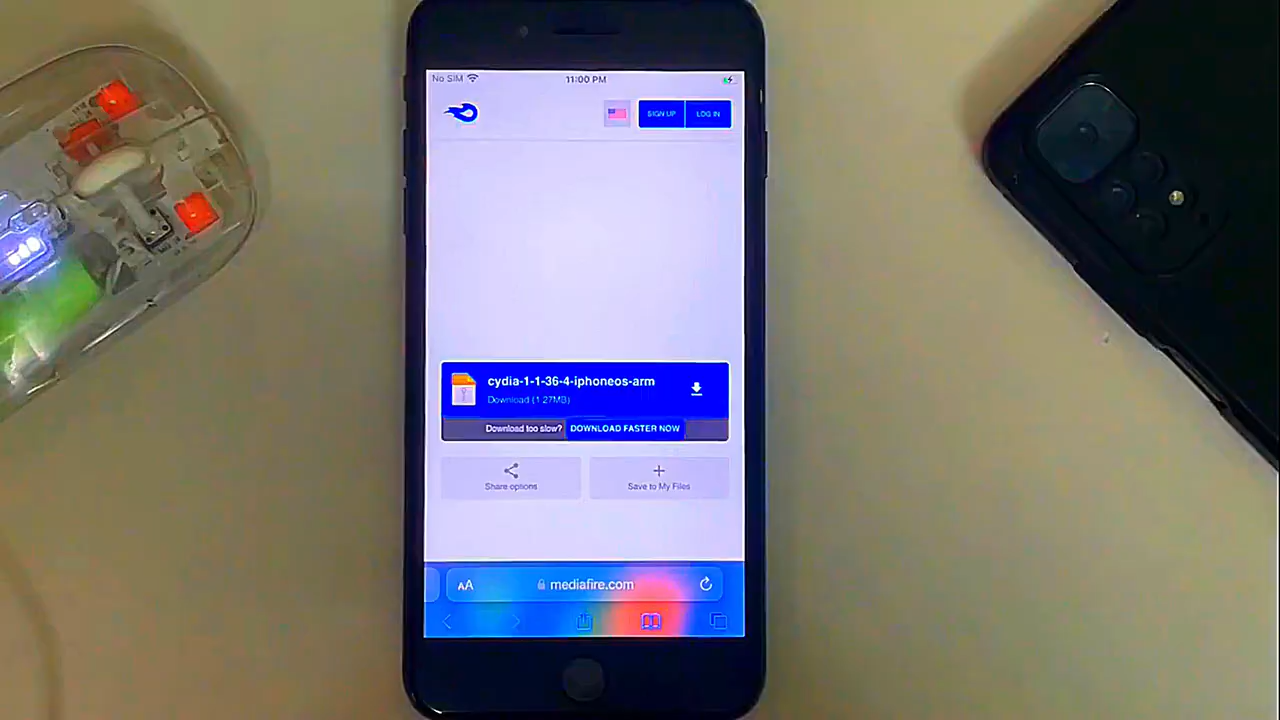 No SIM
11:00 PM
SIGN UP
LOG IN
cydia-1-1-36-4-iphoneos-arm
Download (1.27MB)
Download too slow?
DOWNLOAD FASTER NOW
Share options
Save to My Files
AA
mediafire.com